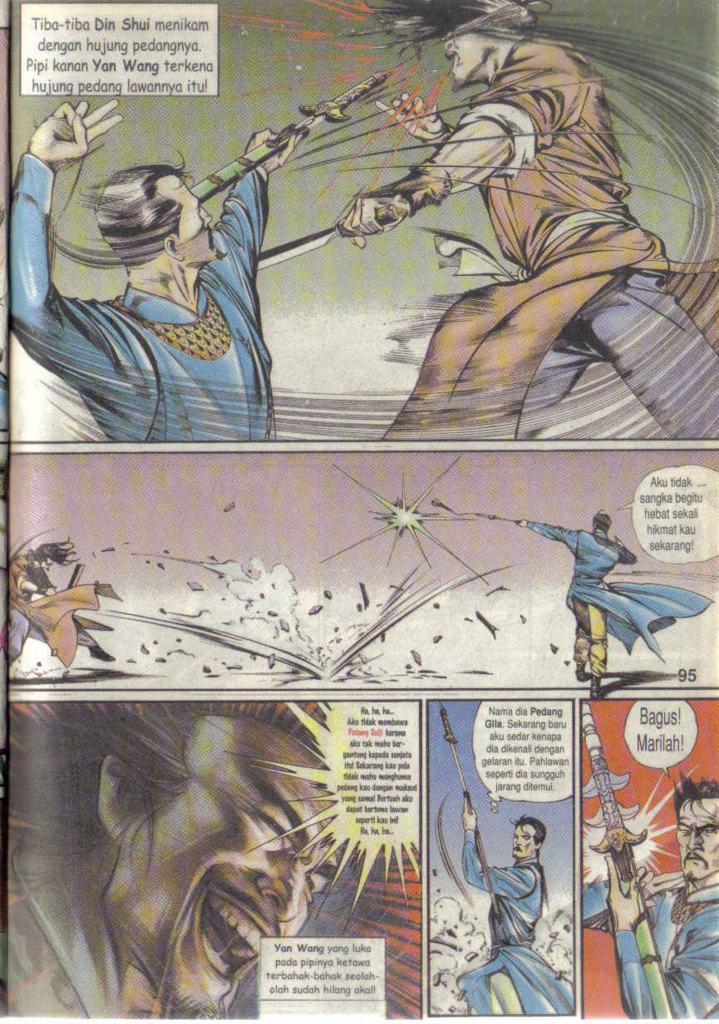 Tiba-tiba Din Shui menikam
dengan hujung pedangnya.
Pipi kanan Yan Wang terkena
hujung pedang lawannya itu!
Aku tidak
sangka begitu
hebat sekali
hikmat kau
sekarang!
95
Ha, ha, ha...
Aku tidak membawa
Pedang Salji kerana
aku tak mahu ber-
gantung kepada senjata
itu! Sekarang kau pula
tidak mahu menghunus
pedang kau dengan maksud
yang sama! Bertuah aku
dapat bertemu lawan
seperti kau ini!
Ha, ha, ha...
Yan Wang yang luka
pada pipinya ketawa
terbahak-bahak seolah-
olah sudah hilang akal!
Nama dia Pedang
Gila. Sekarang baru
aku sedar kenapa
dia dikenali dengan
gelaran itu. Pahlawan
seperti dia sungguh
jarang ditemui.
Bagus!
Marilah!